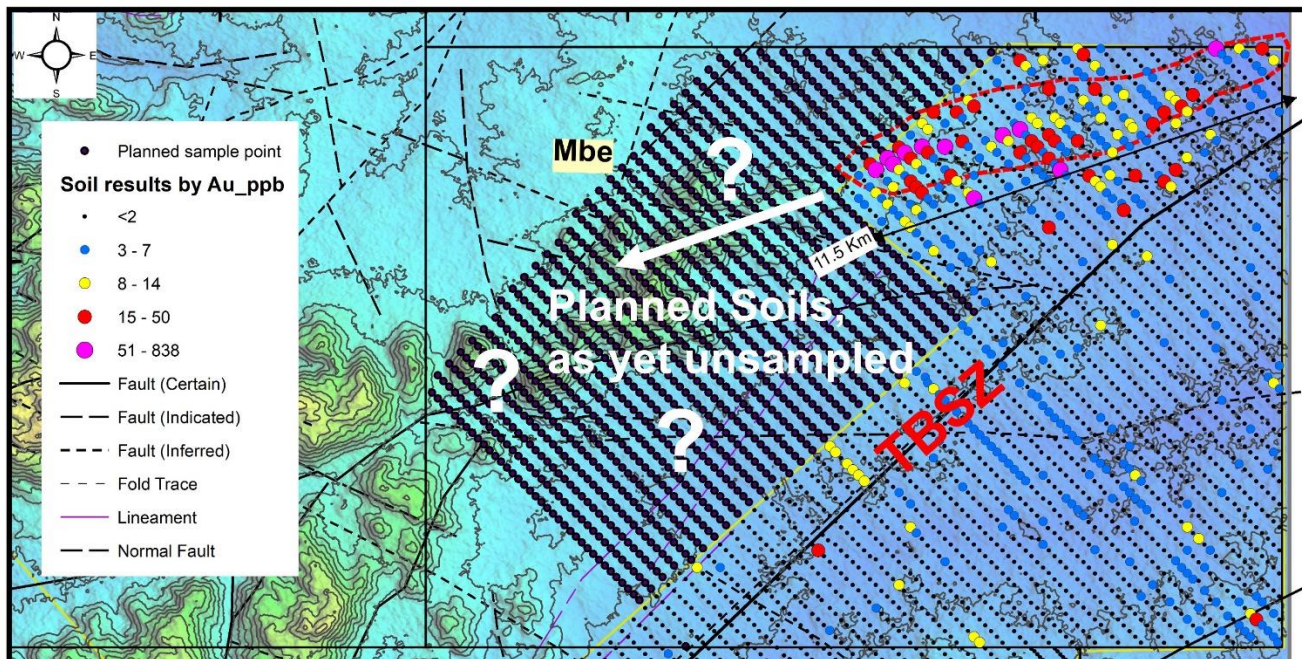 N
W
E
S
Planned sample point
Soil results by Au_ppb
<2
3 - 7
8 - 14
15 - 50
51 - 838
Fault (Certain)
Fault (Indicated)
Fault (Inferred)
Fold Trace
Lineament
Normal Fault
Mbe
?
11.5 Km
Planned Soils,
as yet unsampled
?
?
TBSZ